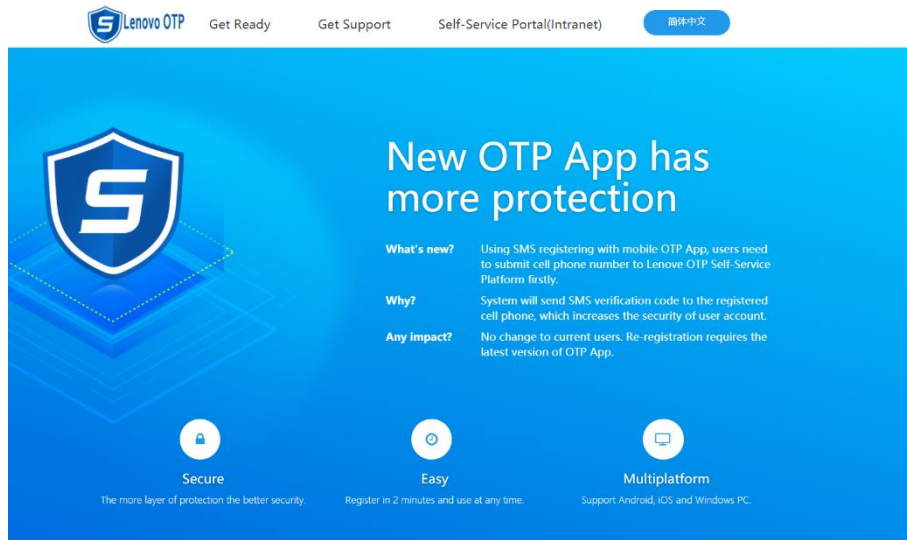 Lenovo OTP
Get Ready
Get Support
Self-Service Portal(Intranet)
简体中文
New OTP App has
more protection
What's new? Using SMS registering with mobile OTP App, users need
to submit cell phone number to Lenove OTP Self-Service
Platform firstly.
Why? System will send SMS verification code to the registered
cell phone, which increases the security of user account.
Any impact? No change to current users. Re-registration requires the
latest version of OTP App.
Secure
The more layer of protection the better security.
Easy
Register in 2 minutes and use at any time.
Multiplatform
Support Android, iOS and Windows PC.